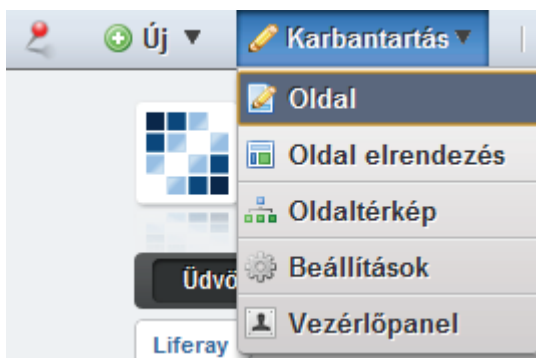 Új Karbantartás
Oldal
Oldal elrendezés
Oldaltérkép
Beállítások
Üdvö
Vezérlőpanel
Liferay